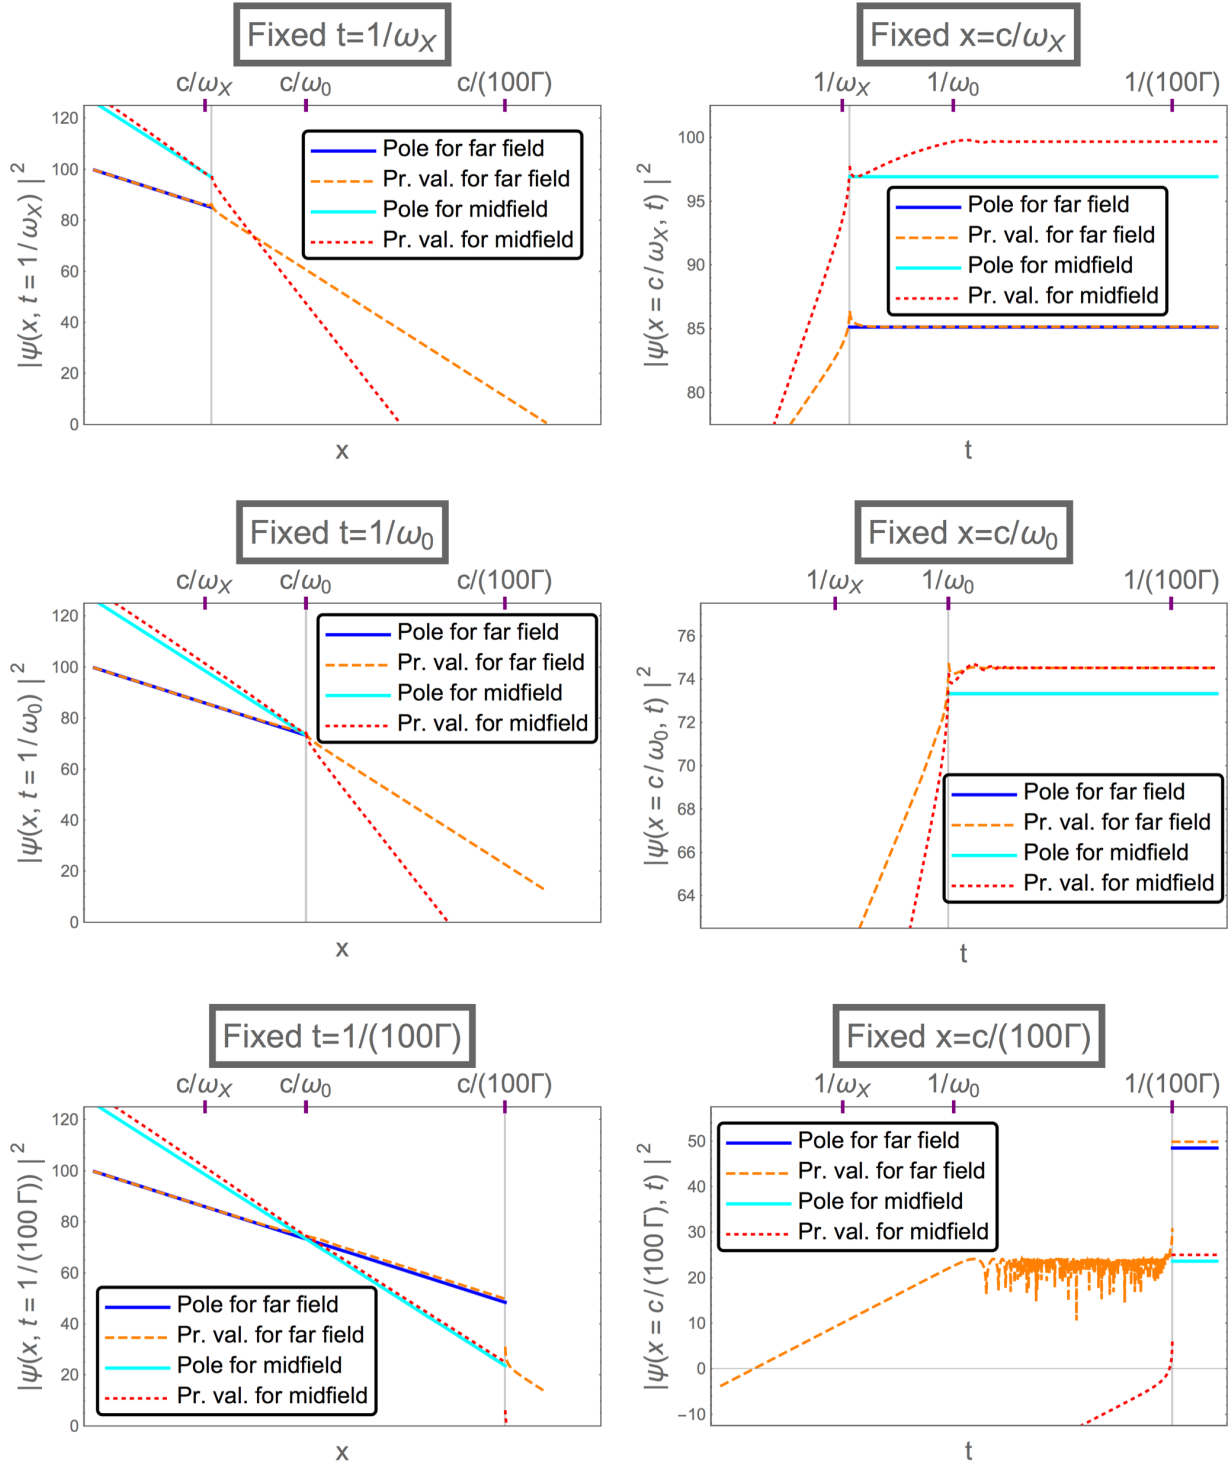 Fixed t=1/ωX
c/ωX c/ω0 c/(100Γ)
|ψ(x, t = 1/ωX)|²
120
100
80
60
40
20
0
Pole for far field
Pr. val. for far field
Pole for midfield
Pr. val. for midfield
x
Fixed x=c/ωX
1/ωX 1/ω0 1/(100Γ)
|ψ(x = c/ωX, t)|²
100
95
90
85
80
Pole for far field
Pr. val. for far field
Pole for midfield
Pr. val. for midfield
t
Fixed t=1/ω0
c/ωX c/ω0 c/(100Γ)
|ψ(x, t = 1/ω0)|²
120
100
80
60
40
20
0
Pole for far field
Pr. val. for far field
Pole for midfield
Pr. val. for midfield
x
Fixed x=c/ω0
1/ωX 1/ω0 1/(100Γ)
|ψ(x = c/ω0, t)|²
76
74
72
70
68
66
64
Pole for far field
Pr. val. for far field
Pole for midfield
Pr. val. for midfield
t
Fixed t=1/(100Γ)
c/ωX c/ω0 c/(100Γ)
|ψ(x, t = 1/(100Γ))|²
120
100
80
60
40
20
0
Pole for far field
Pr. val. for far field
Pole for midfield
Pr. val. for midfield
x
Fixed x=c/(100Γ)
1/ωX 1/ω0 1/(100Γ)
|ψ(x = c/(100Γ), t)|²
50
40
30
20
10
0
−10
Pole for far field
Pr. val. for far field
Pole for midfield
Pr. val. for midfield
t